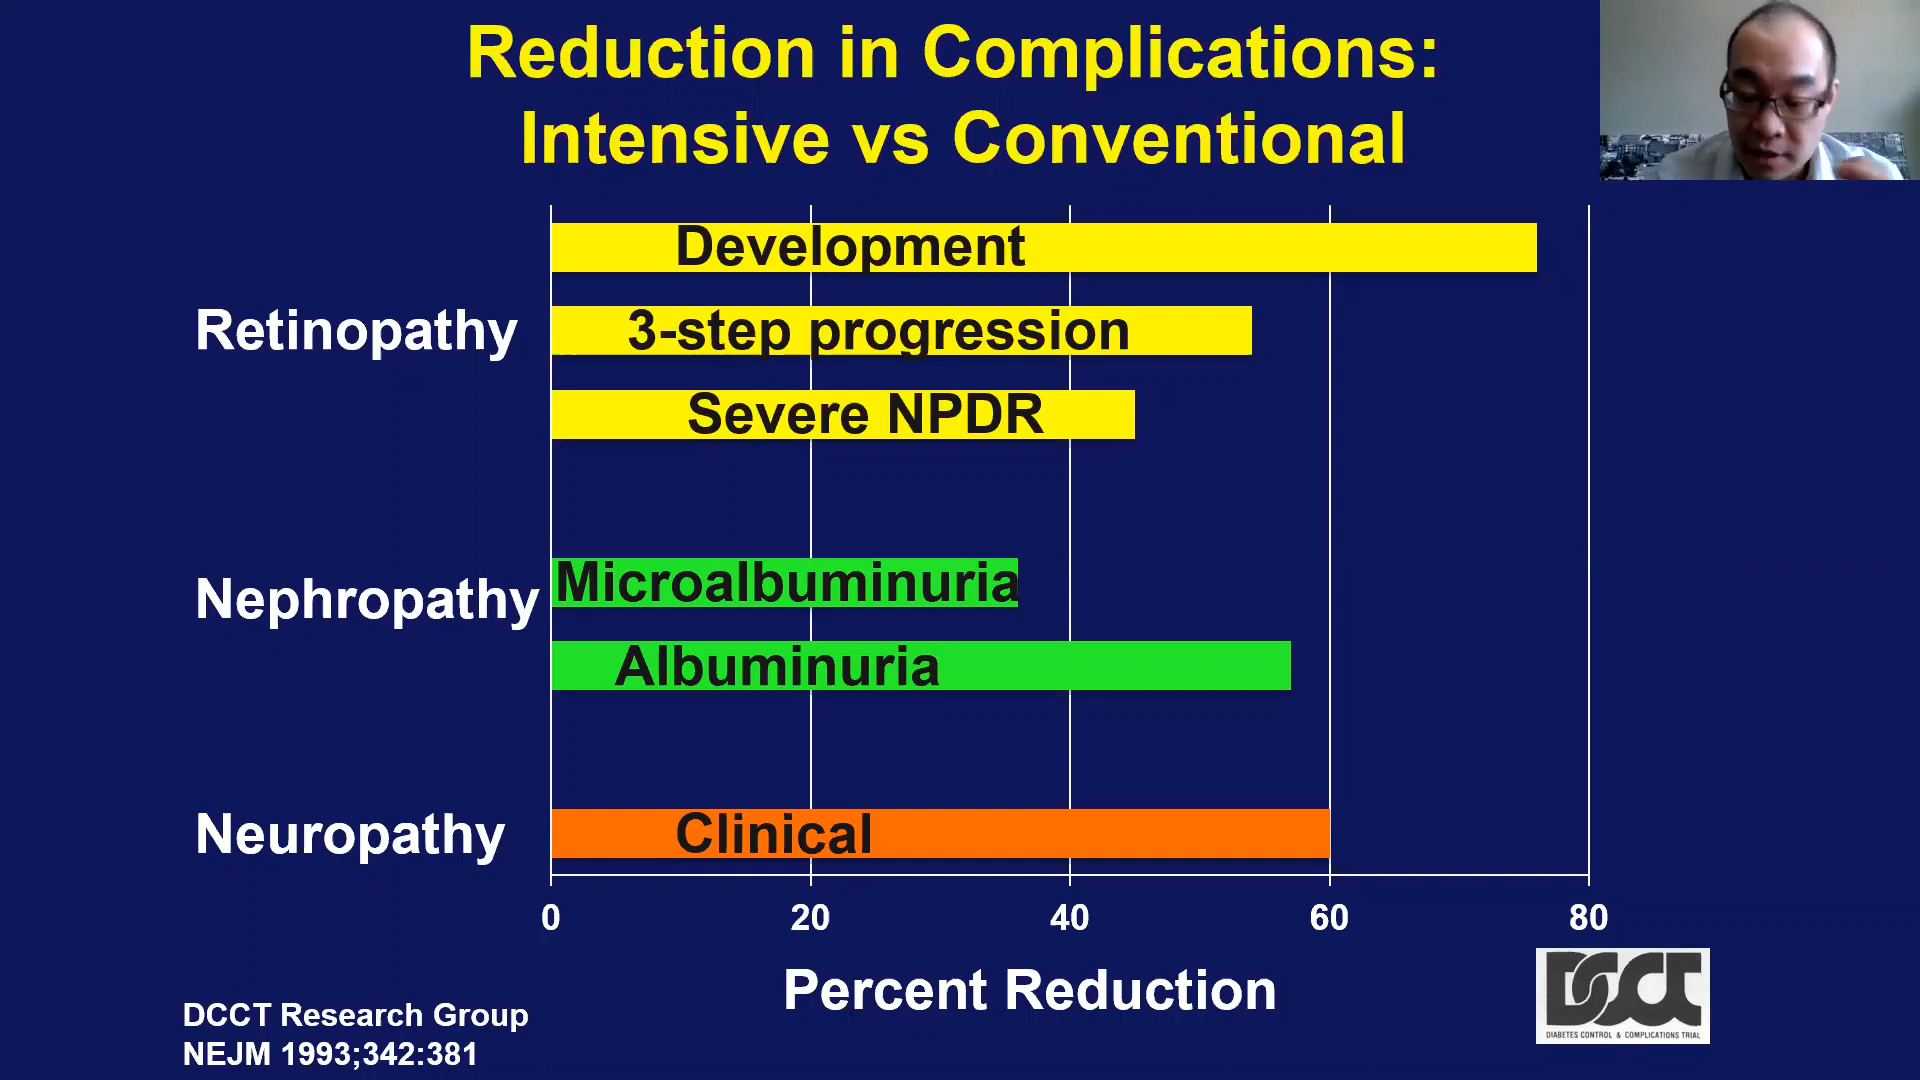 Reduction in Complications:
Intensive vs Conventional
Development
Retinopathy
3-step progression
Severe NPDR
Microalbuminuria
Nephropathy
Albuminuria
Neuropathy
Clinical
0 20 40 60 80
Percent Reduction
DCCT Research Group
NEJM 1993;342:381
DCCT
DIABETES CONTROL & COMPLICATIONS TRIAL